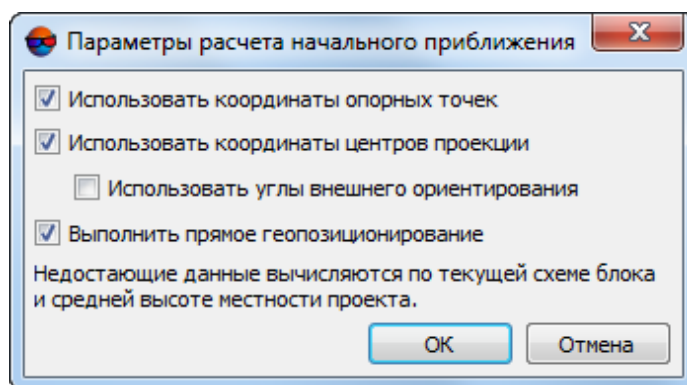 Параметры расчета начального приближения
Использовать координаты опорных точек
Использовать координаты центров проекции
Использовать углы внешнего ориентирования
Выполнить прямое геопозиционирование
Недостающие данные вычисляются по текущей схеме блока
и средней высоте местности проекта.
ОК Отмена